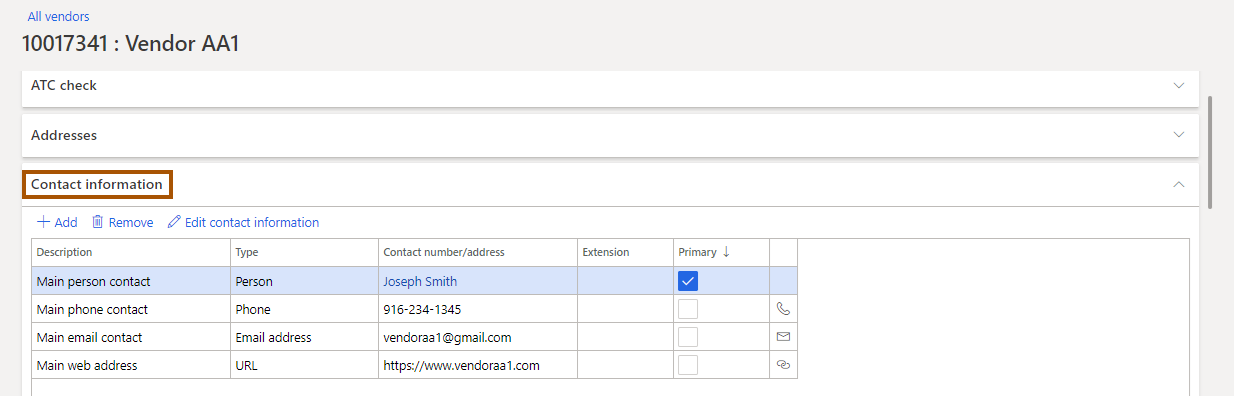 All vendors
10017341 : Vendor AA1
ATC check
Addresses
Contact information
Add Remove Edit contact information
Description Type Contact number/address Extension Primary ↓
Main person contact Person Joseph Smith
Main phone contact Phone 916-234-1345
Main email contact Email address vendoraa1@gmail.com
Main web address URL https://www.vendoraa1.com